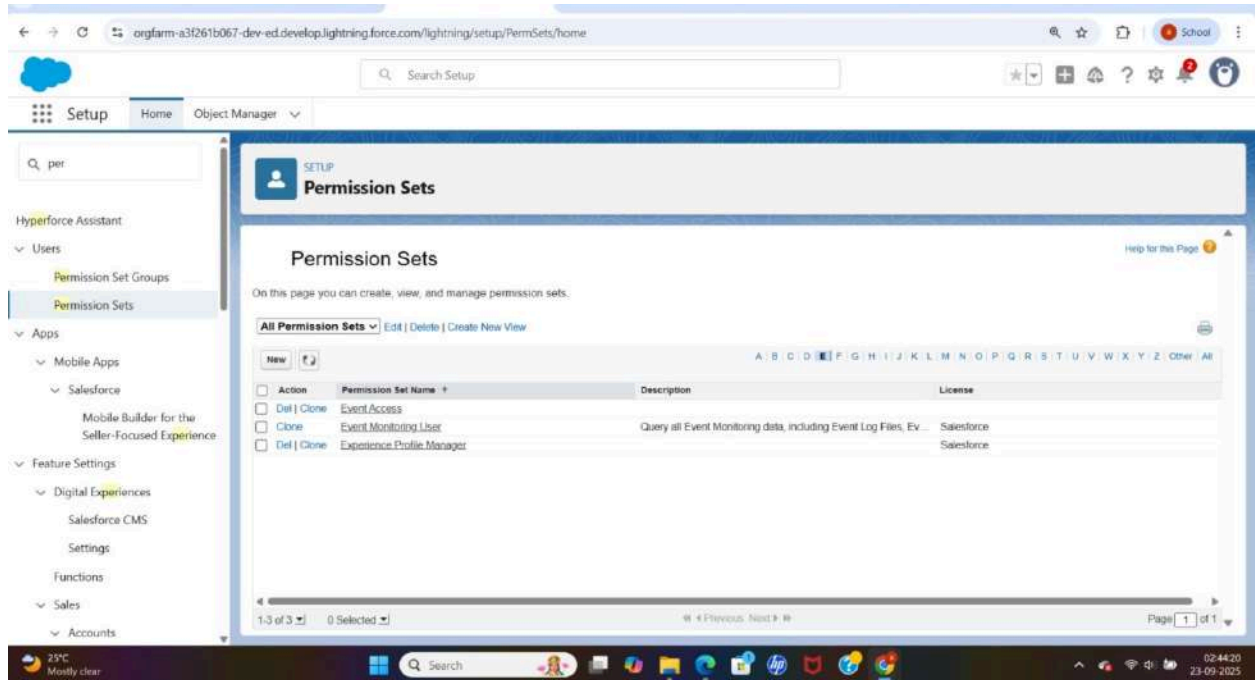 orgfarm-a3f261b067-dev-ed.develop.lightning.force.com/lightning/setup/PermSets/home
School
Search Setup
2
Setup Home Object Manager
per
Hyperforce Assistant
Users
Permission Set Groups
Permission Sets
Apps
Mobile Apps
Salesforce
Mobile Builder for the
Seller-Focused Experience
Feature Settings
Digital Experiences
Salesforce CMS
Settings
Functions
Sales
Accounts
SETUP
Permission Sets
Permission Sets
Help for this Page ?
On this page you can create, view, and manage permission sets.
All Permission Sets Edit | Delete | Create New View
New A B C D E F G H I J K L M N O P Q R S T U V W X Y Z Other All
Action Permission Set Name Description License
Del | Clone Event Access
Clone Event Monitoring User Query all Event Monitoring data, including Event Log Files, Ev... Salesforce
Del | Clone Experience Profile Manager Salesforce
1-3 of 3 0 Selected Previous Next Page 1 of 1
25°C
Mostly clear
Search
hp
02:44:20
23-09-2025